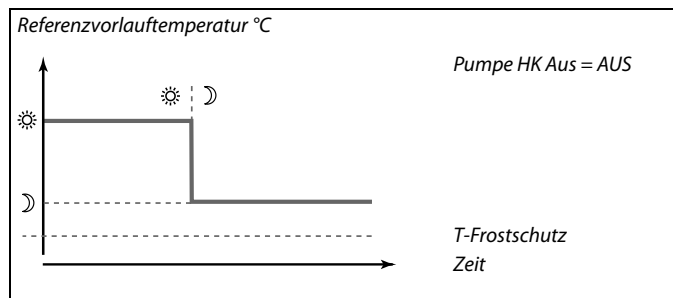 Referenzvorlauftemperatur °C
Pumpe HK Aus = AUS
T-Frostschutz
Zeit